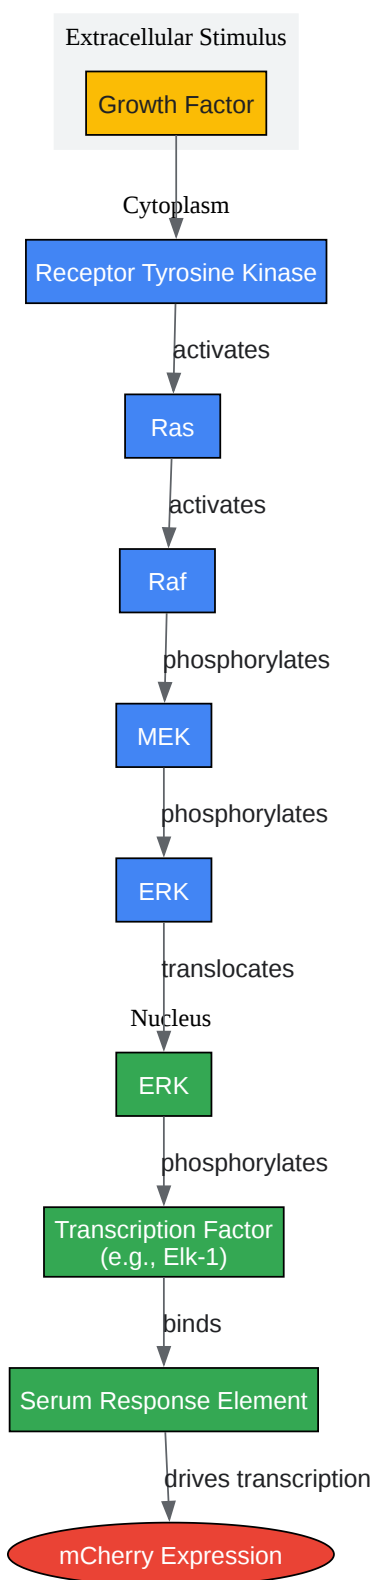 Extracellular Stimulus
Growth Factor
Cytoplasm
Receptor Tyrosine Kinase
activates
Ras
activates
Raf
phosphorylates
MEK
phosphorylates
ERK
translocates
Nucleus
ERK
phosphorylates
Transcription Factor
(e.g., Elk-1)
binds
Serum Response Element
drives transcription
mCherry Expression